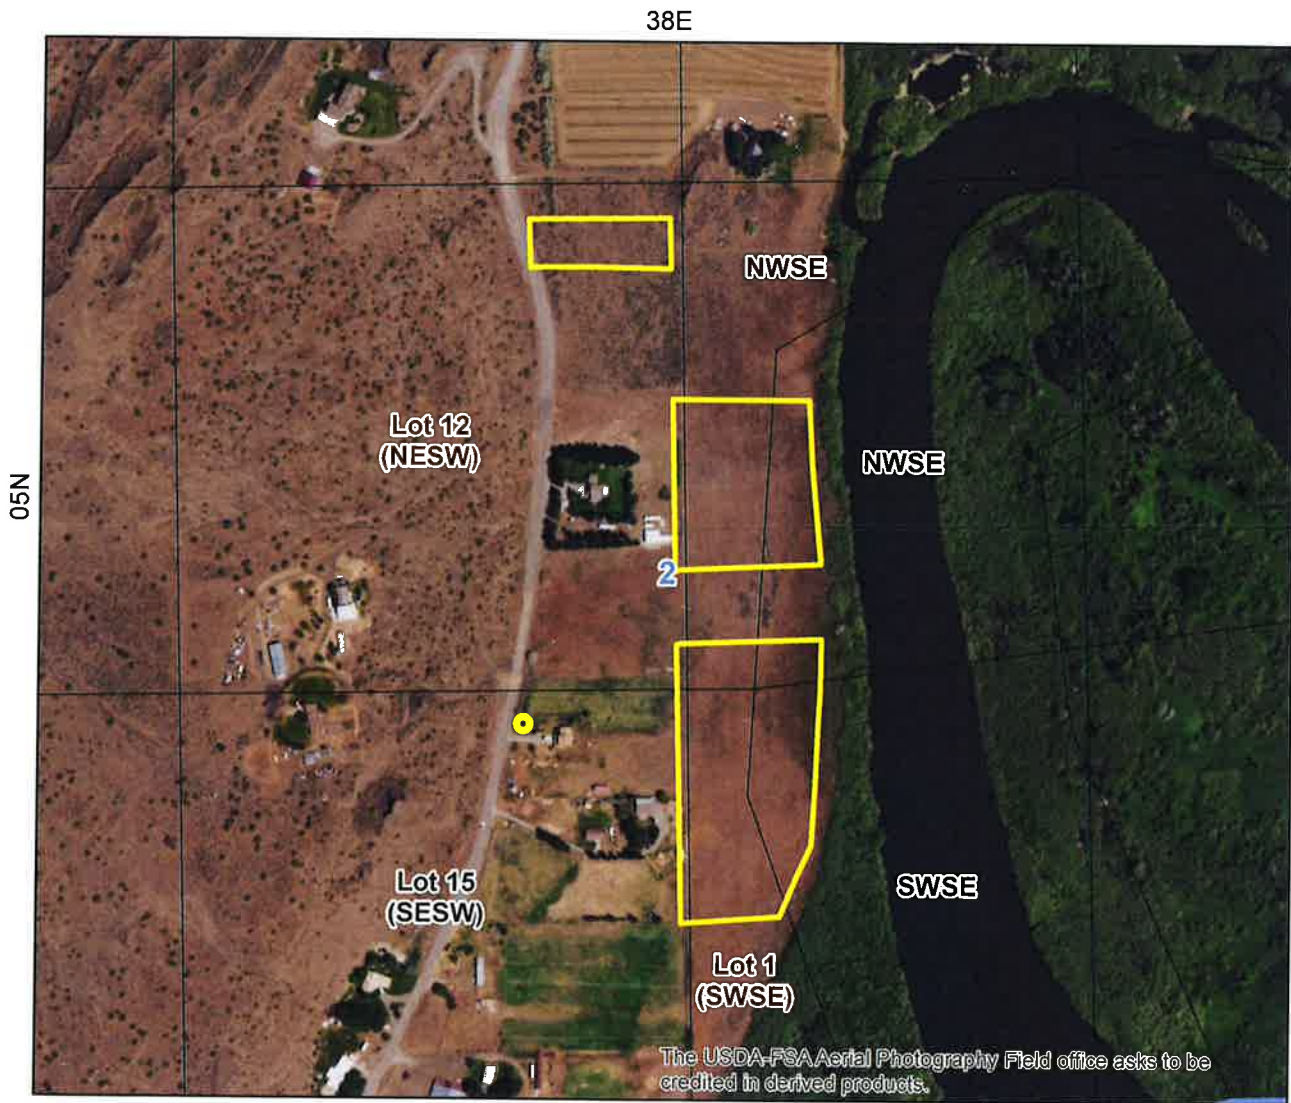 38E
NWSE
Lot 12
(NESW)
NWSE
05N
2
Lot 15
(SESW)
SWSE
Lot 1
(SWSE)
The USDA-FSA Aerial Photography Field office asks to be
credited in derived products.